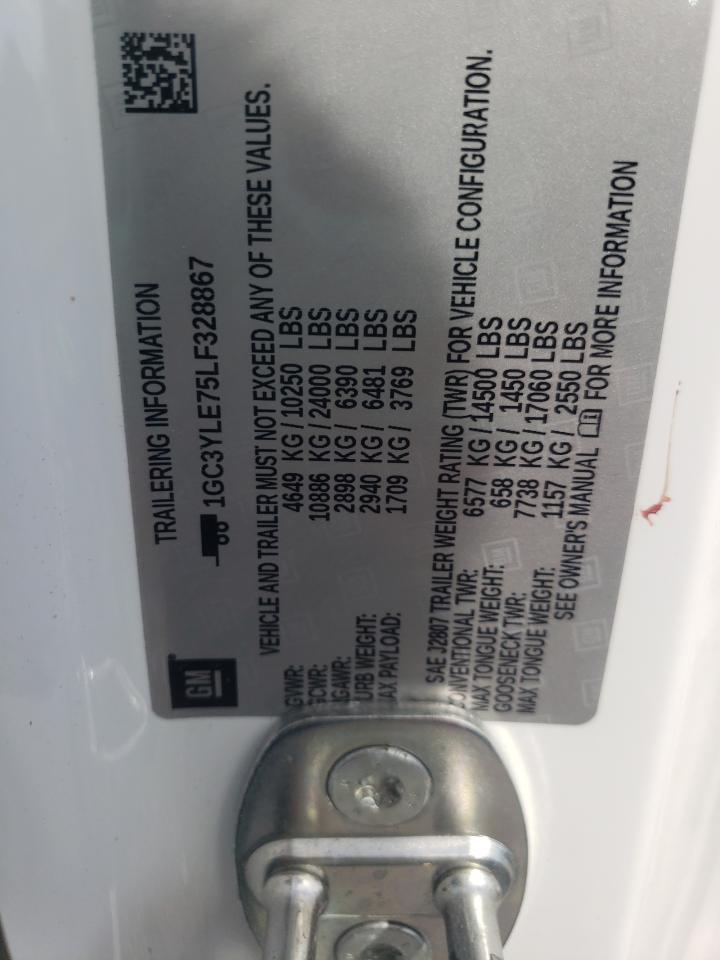 GM
TRAILERING INFORMATION
1GC3YLE75LF328867
VEHICLE AND TRAILER MUST NOT EXCEED ANY OF THESE VALUES.
GVWR: 4649 KG / 10250 LBS
GCWR: 10886 KG / 24000 LBS
GAWR: 2898 KG / 6390 LBS
URB WEIGHT: 2940 KG / 6481 LBS
AX PAYLOAD: 1709 KG / 3769 LBS
SAE J2807 TRAILER WEIGHT RATING (TWR) FOR VEHICLE CONFIGURATION.
CONVENTIONAL TWR: 6577 KG / 14500 LBS
MAX TONGUE WEIGHT: 658 KG / 1450 LBS
GOOSENECK TWR: 7738 KG / 17060 LBS
MAX TONGUE WEIGHT: 1157 KG / 2550 LBS
SEE OWNER'S MANUAL FOR MORE INFORMATION